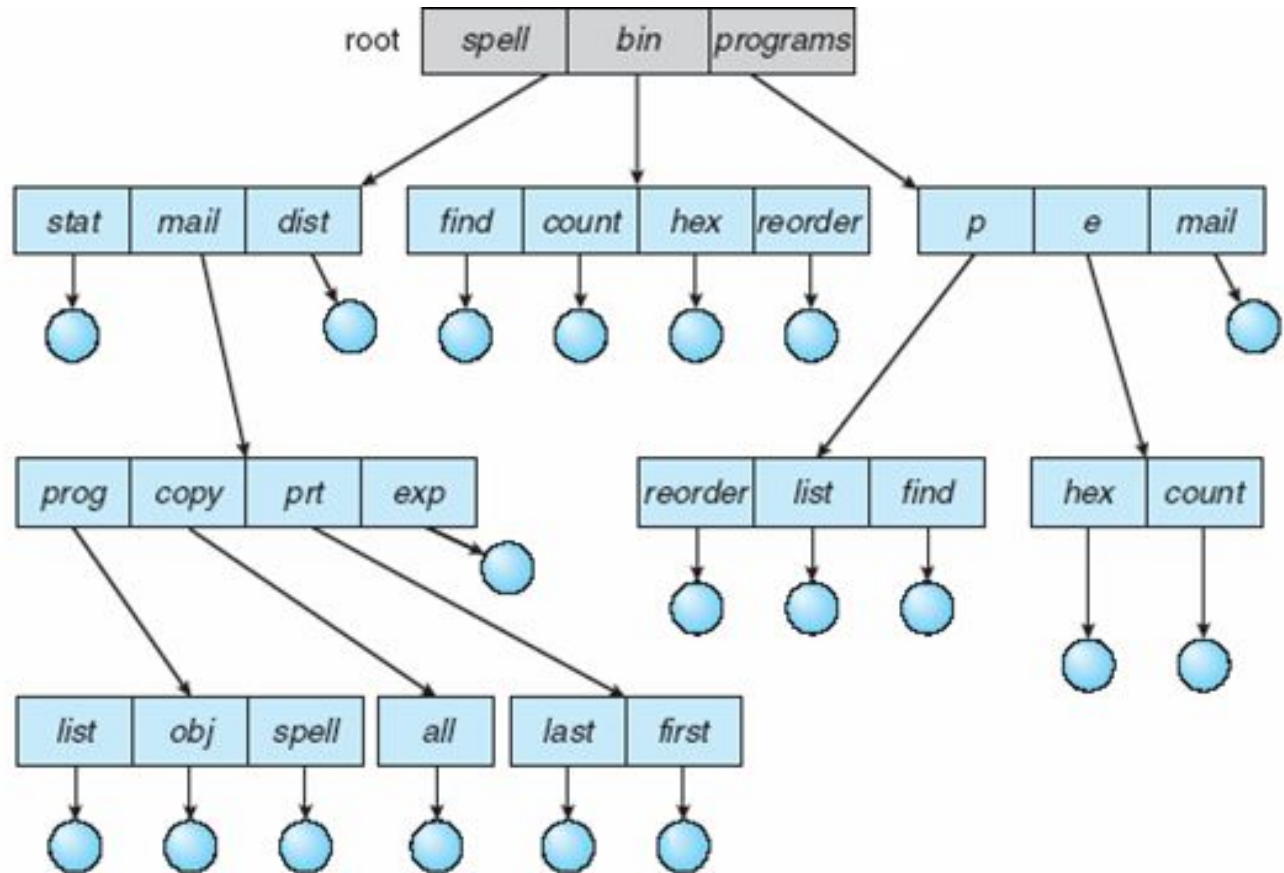 root spell bin programs
stat mail dist find count hex reorder p e mail
prog copy prt exp reorder list find hex count
list obj spell all last first